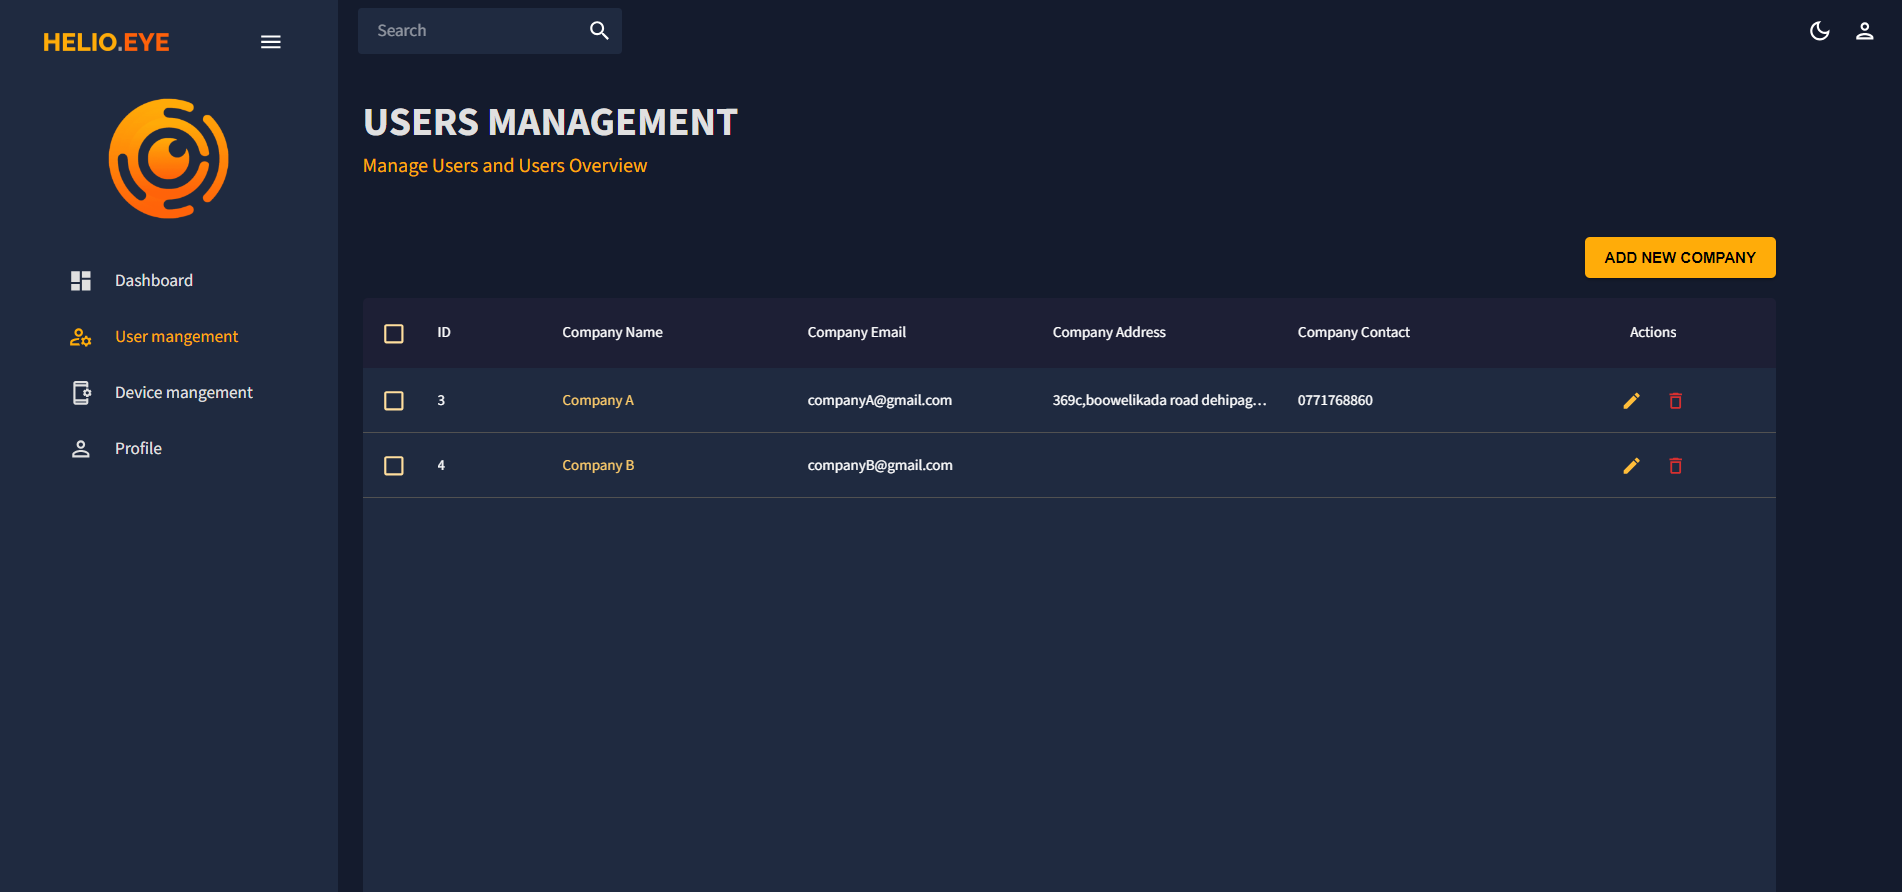 HELIO.EYE
Search
USERS MANAGEMENT
Manage Users and Users Overview
Dashboard
User mangement
Device mangement
Profile
ADD NEW COMPANY
ID Company Name Company Email Company Address Company Contact Actions
3 Company A companyA@gmail.com 369c,boowelikada road dehipag... 0771768860
4 Company B companyB@gmail.com